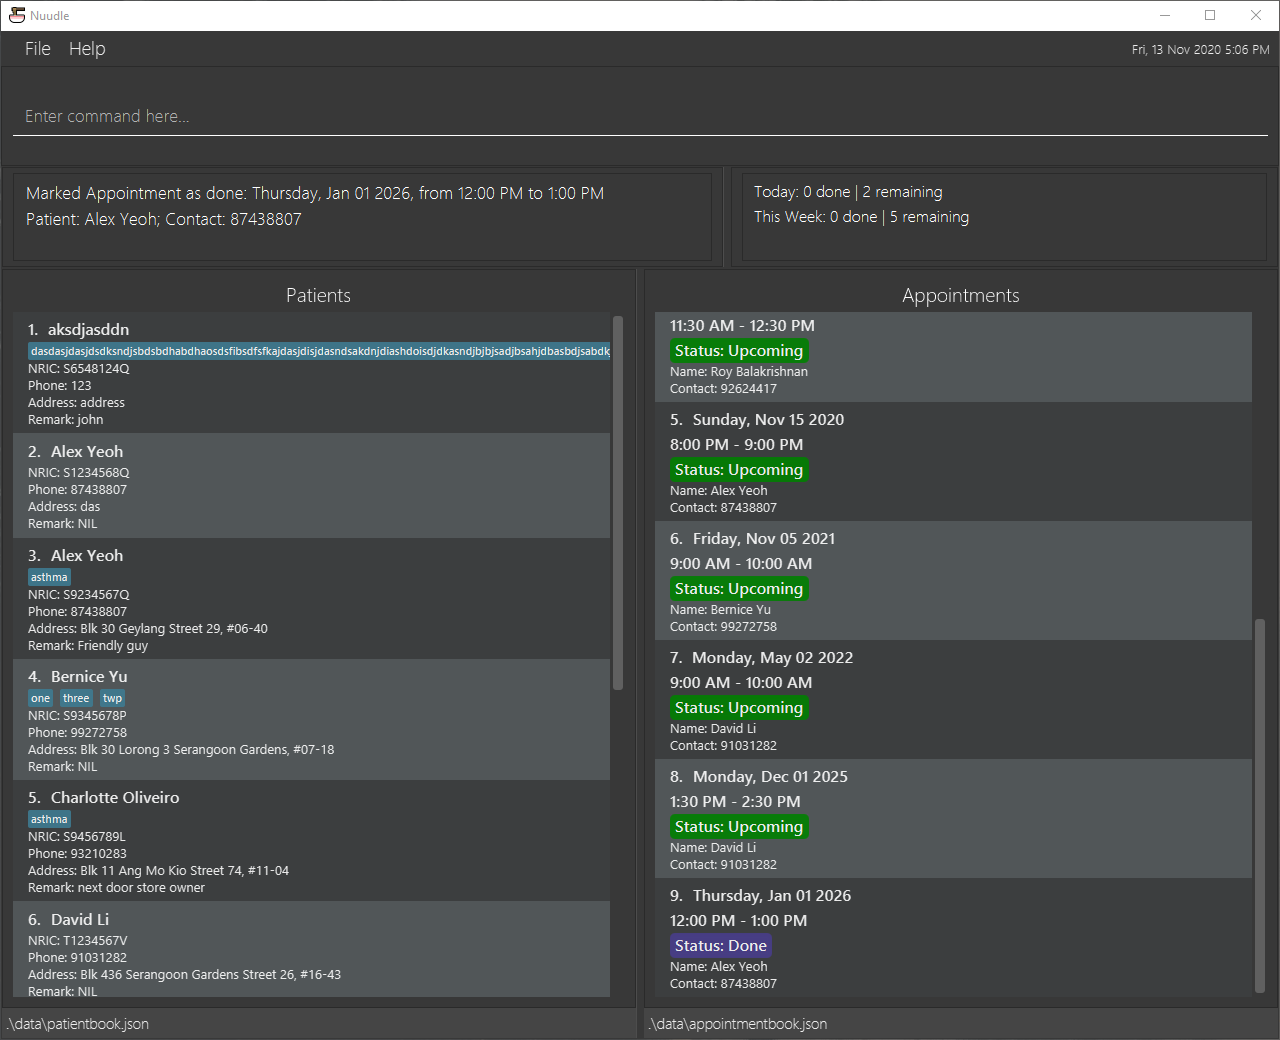 Nuudle
File Help
Fri, 13 Nov 2020 5:06 PM
Enter command here...
Marked Appointment as done: Thursday, Jan 01 2026, from 12:00 PM to 1:00 PM
Patient: Alex Yeoh; Contact: 87438807
Today: 0 done | 2 remaining
This Week: 0 done | 5 remaining
Patients
1. aksdjasddn
NRIC: S6548124Q
Phone: 123
Address: address
Remark: john
2. Alex Yeoh
NRIC: S1234568Q
Phone: 87438807
Address: das
Remark: NIL
3. Alex Yeoh
asthma
NRIC: S9234567Q
Phone: 87438807
Address: Blk 30 Geylang Street 29, #06-40
Remark: Friendly guy
4. Bernice Yu
one three twp
NRIC: S9345678P
Phone: 99272758
Address: Blk 30 Lorong 3 Serangoon Gardens, #07-18
Remark: NIL
5. Charlotte Oliveiro
asthma
NRIC: S9456789L
Phone: 93210283
Address: Blk 11 Ang Mo Kio Street 74, #11-04
Remark: next door store owner
6. David Li
NRIC: T1234567V
Phone: 91031282
Address: Blk 436 Serangoon Gardens Street 26, #16-43
Remark: NIL
Appointments
11:30 AM - 12:30 PM
Status: Upcoming
Name: Roy Balakrishnan
Contact: 92624417
5. Sunday, Nov 15 2020
8:00 PM - 9:00 PM
Status: Upcoming
Name: Alex Yeoh
Contact: 87438807
6. Friday, Nov 05 2021
9:00 AM - 10:00 AM
Status: Upcoming
Name: Bernice Yu
Contact: 99272758
7. Monday, May 02 2022
9:00 AM - 10:00 AM
Status: Upcoming
Name: David Li
Contact: 91031282
8. Monday, Dec 01 2025
1:30 PM - 2:30 PM
Status: Upcoming
Name: David Li
Contact: 91031282
9. Thursday, Jan 01 2026
12:00 PM - 1:00 PM
Status: Done
Name: Alex Yeoh
Contact: 87438807
.\data\patientbook.json
.\data\appointmentbook.json